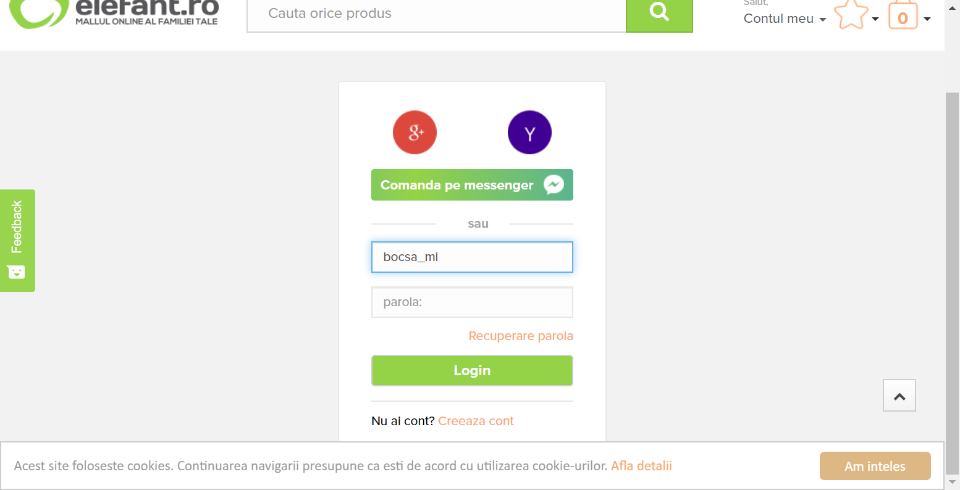 elefant.ro
MALLUL ONLINE AL FAMILIEI TALE
Cauta orice produs
Salut,
Contul meu
0
g+
Y
Comanda pe messenger
sau
bocsa_mi
parola:
Recuperare parola
Login
Nu ai cont? Creeaza cont
Feedback
Acest site foloseste cookies. Continuarea navigarii presupune ca esti de acord cu utilizarea cookie-urilor. Afla detalii
Am inteles